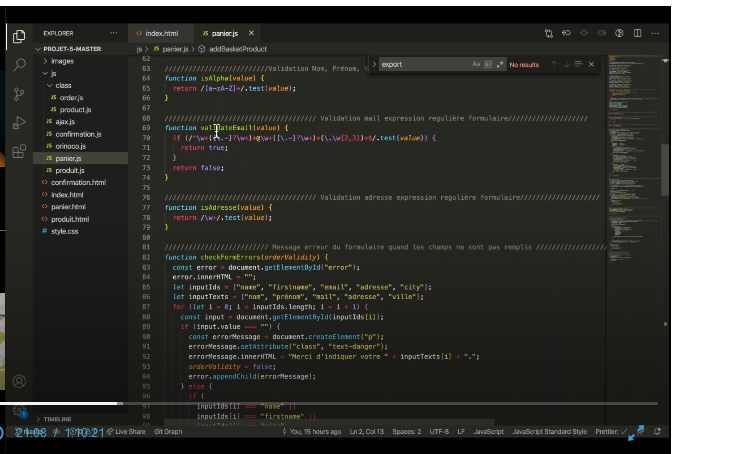 EXPLORER
index.html
panier.js
PROJET-5-MASTER
js > panier.js > addBasketProduct
images
js
class
order.js
product.js
ajax.js
confirmation.js
orinoco.js
panier.js
produit.js
confirmation.html
index.html
panier.html
produit.html
style.css
TIMELINE
export
No results
62
63 /////////////////////////Validation Nom, Prénom,
64 function isAlpha(value) {
65 return /[a-zA-Z]+/.test(value);
66 }
67
68 Validation mail expression regulière formulaire
69 function validateEmail(value) {
70 if (/^\w+([\.-]?\w+)*@\w+([\.-]?\w+)*(\.\w{2,3})+$/.test(value)) {
71 return true;
72 }
73 return false;
74 }
75
76 Validation adresse expression regulière formulaire
77 function isAdresse(value) {
78 return /\w+/.test(value);
79 }
80
81 Message erreur du formulaire quand les champs ne sont pas remplis
82 function checkFormErrors(orderValidity) {
83 const error = document.getElementById("error");
84 error.innerHTML = "";
85 let inputIds = ["name", "firstname", "email", "adresse", "city"];
86 let inputTexts = ["nom", "prénom", "mail", "adresse", "ville"];
87 for (let i = 0; i < inputIds.length; i = i + 1) {
88 const input = document.getElementById(inputIds[i]);
89 if (input.value === "") {
90 const errorMessage = document.createElement("p");
91 errorMessage.setAttribute("class", "text-danger");
92 errorMessage.innerHTML = "Merci d'indiquer votre " + inputTexts[i] + ".";
93 orderValidity = false;
94 error.appendChild(errorMessage);
95 } else {
96 if (
97 inputIds[i] === "name" ||
98 inputIds[i] === "firstname" ||
21:08 / 1:10:21
Live Share
Git Graph
You, 15 hours ago
Ln 2, Col 13
Spaces: 2
UTF-8
LF
JavaScript
JavaScript Standard Style
Prettier: ✓